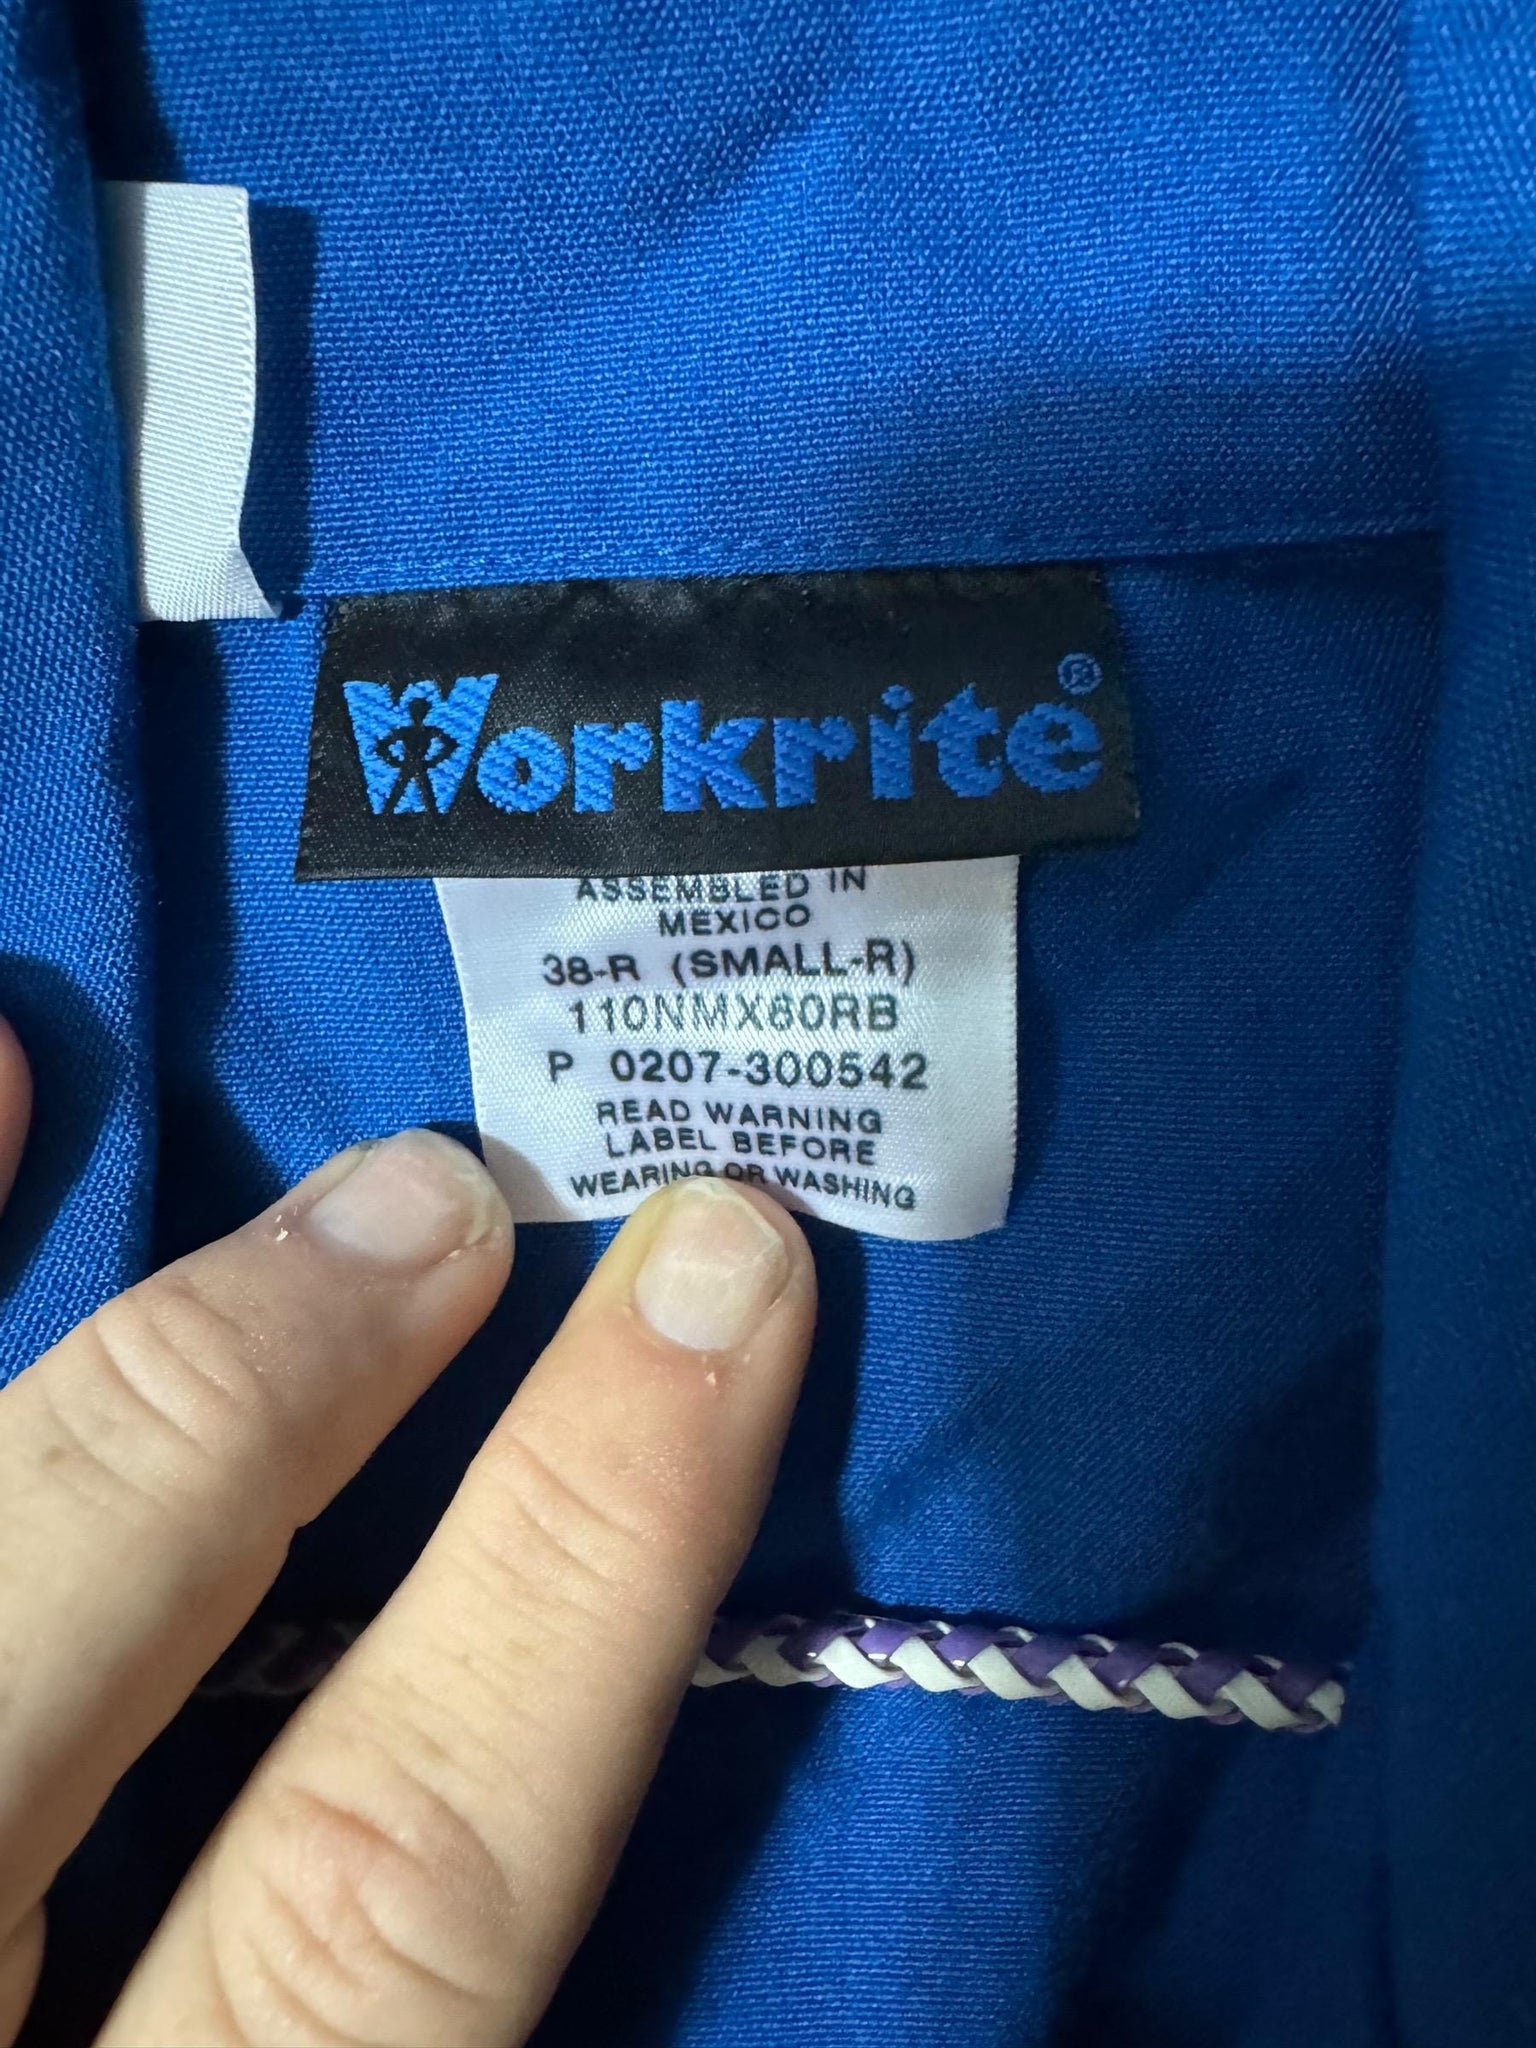 Workrite®
ASSEMBLED IN
MEXICO
38-R (SMALL-R)
110NMX60RB
P 0207-300542
READ WARNING
LABEL BEFORE
WEARING OR WASHING